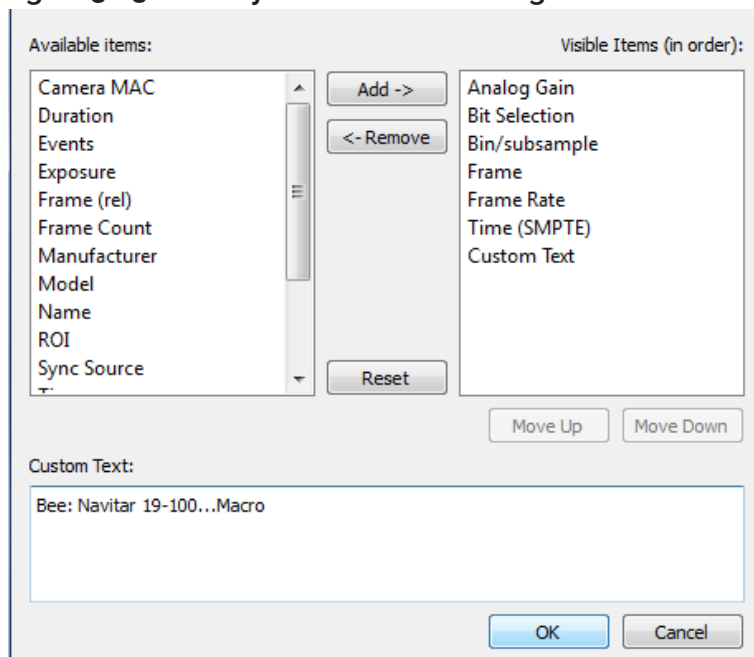 Available items:
Visible Items (in order):
Camera MAC
Duration
Events
Exposure
Frame (rel)
Frame Count
Manufacturer
Model
Name
ROI
Sync Source
Add ->
<- Remove
Reset
Analog Gain
Bit Selection
Bin/subsample
Frame
Frame Rate
Time (SMPTE)
Custom Text
Move Up
Move Down
Custom Text:
Bee: Navitar 19-100...Macro
OK
Cancel